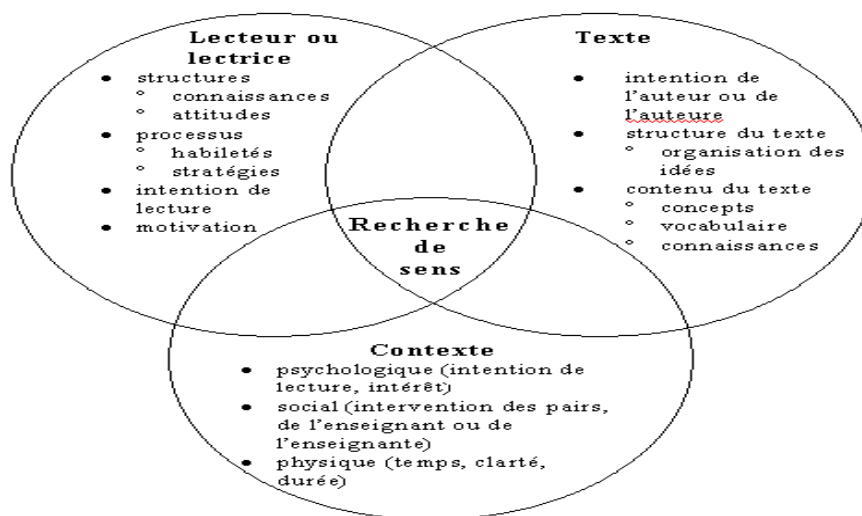 Lecteur ou
lectrice
• structures
° connaissances
° attitudes
• processus
° habiletés
° stratégies
• intention de
lecture
• motivation
Texte
• intention de
l'auteur ou de
l'auteure
• structure du texte
° organisation des
idées
• contenu du texte
° concepts
° vocabulaire
° connaissances
Recherche
de
sens
Contexte
• psychologique (intention de
lecture, intérêt)
• social (intervention des pairs,
de l'enseignant ou de
l'enseignante)
• physique (temps, clarté,
durée)